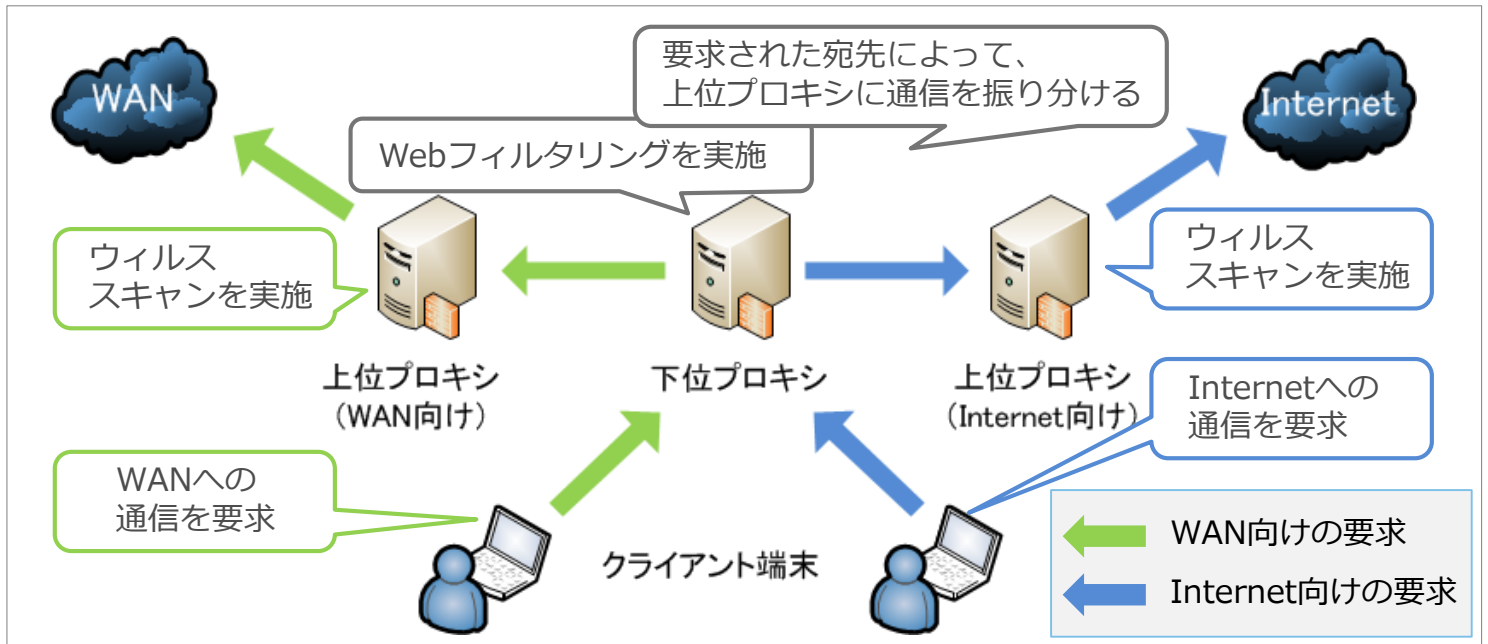 要求された宛先によって、
上位プロキシに通信を振り分ける
WAN
Internet
Webフィルタリングを実施
ウィルス
スキャンを実施
ウィルス
スキャンを実施
上位プロキシ
（WAN向け）
下位プロキシ
上位プロキシ
（Internet向け）
Internetへの
通信を要求
WANへの
通信を要求
クライアント端末
WAN向けの要求
Internet向けの要求